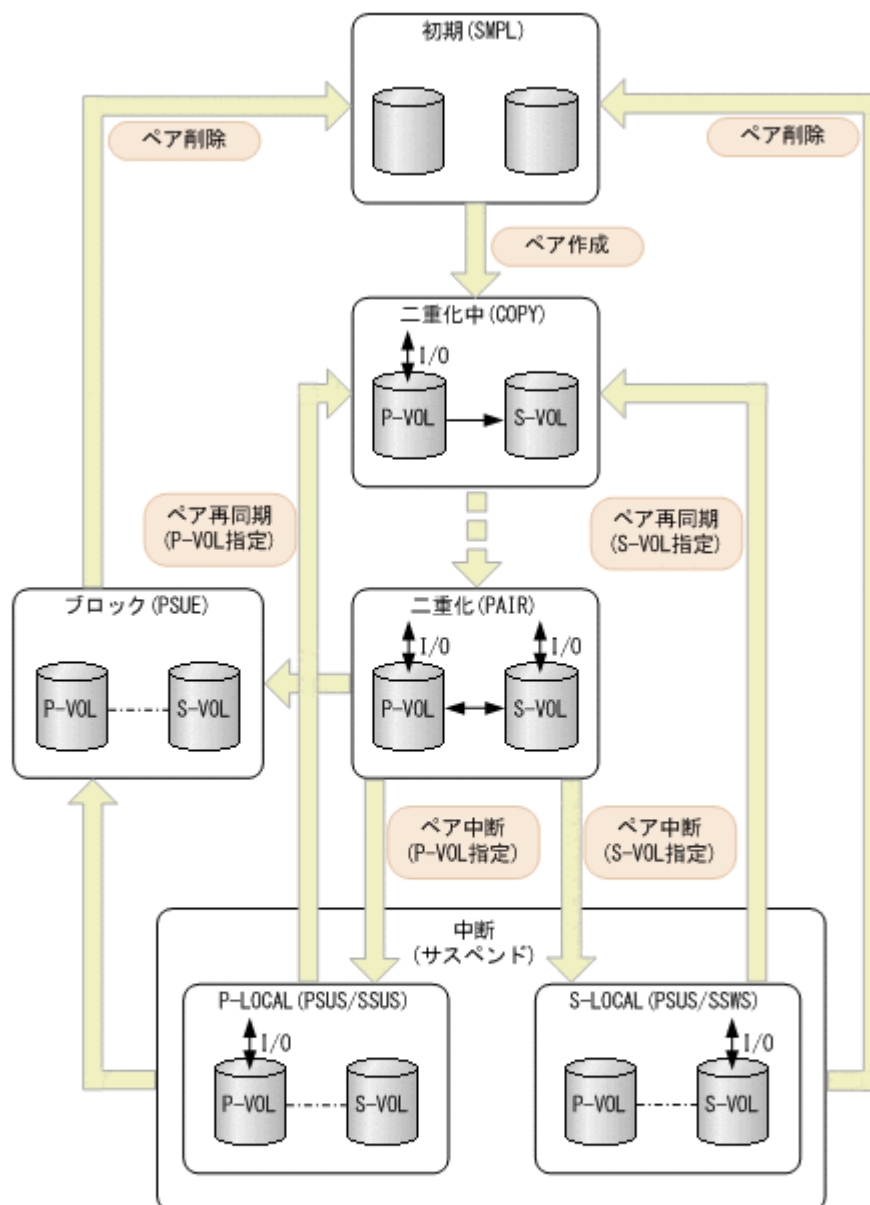 初期(SMPL)
ペア削除
ペア削除
ペア作成
二重化中(COPY)
I/O
P-VOL
S-VOL
ペア再同期
(P-VOL指定)
ペア再同期
(S-VOL指定)
ブロック(PSUE)
P-VOL
S-VOL
二重化(PAIR)
I/O
I/O
P-VOL
S-VOL
ペア中断
(P-VOL指定)
ペア中断
(S-VOL指定)
中断
(サスペンド)
P-LOCAL(PSUS/SSUS)
I/O
P-VOL
S-VOL
S-LOCAL(PSUS/SSWS)
I/O
P-VOL
S-VOL